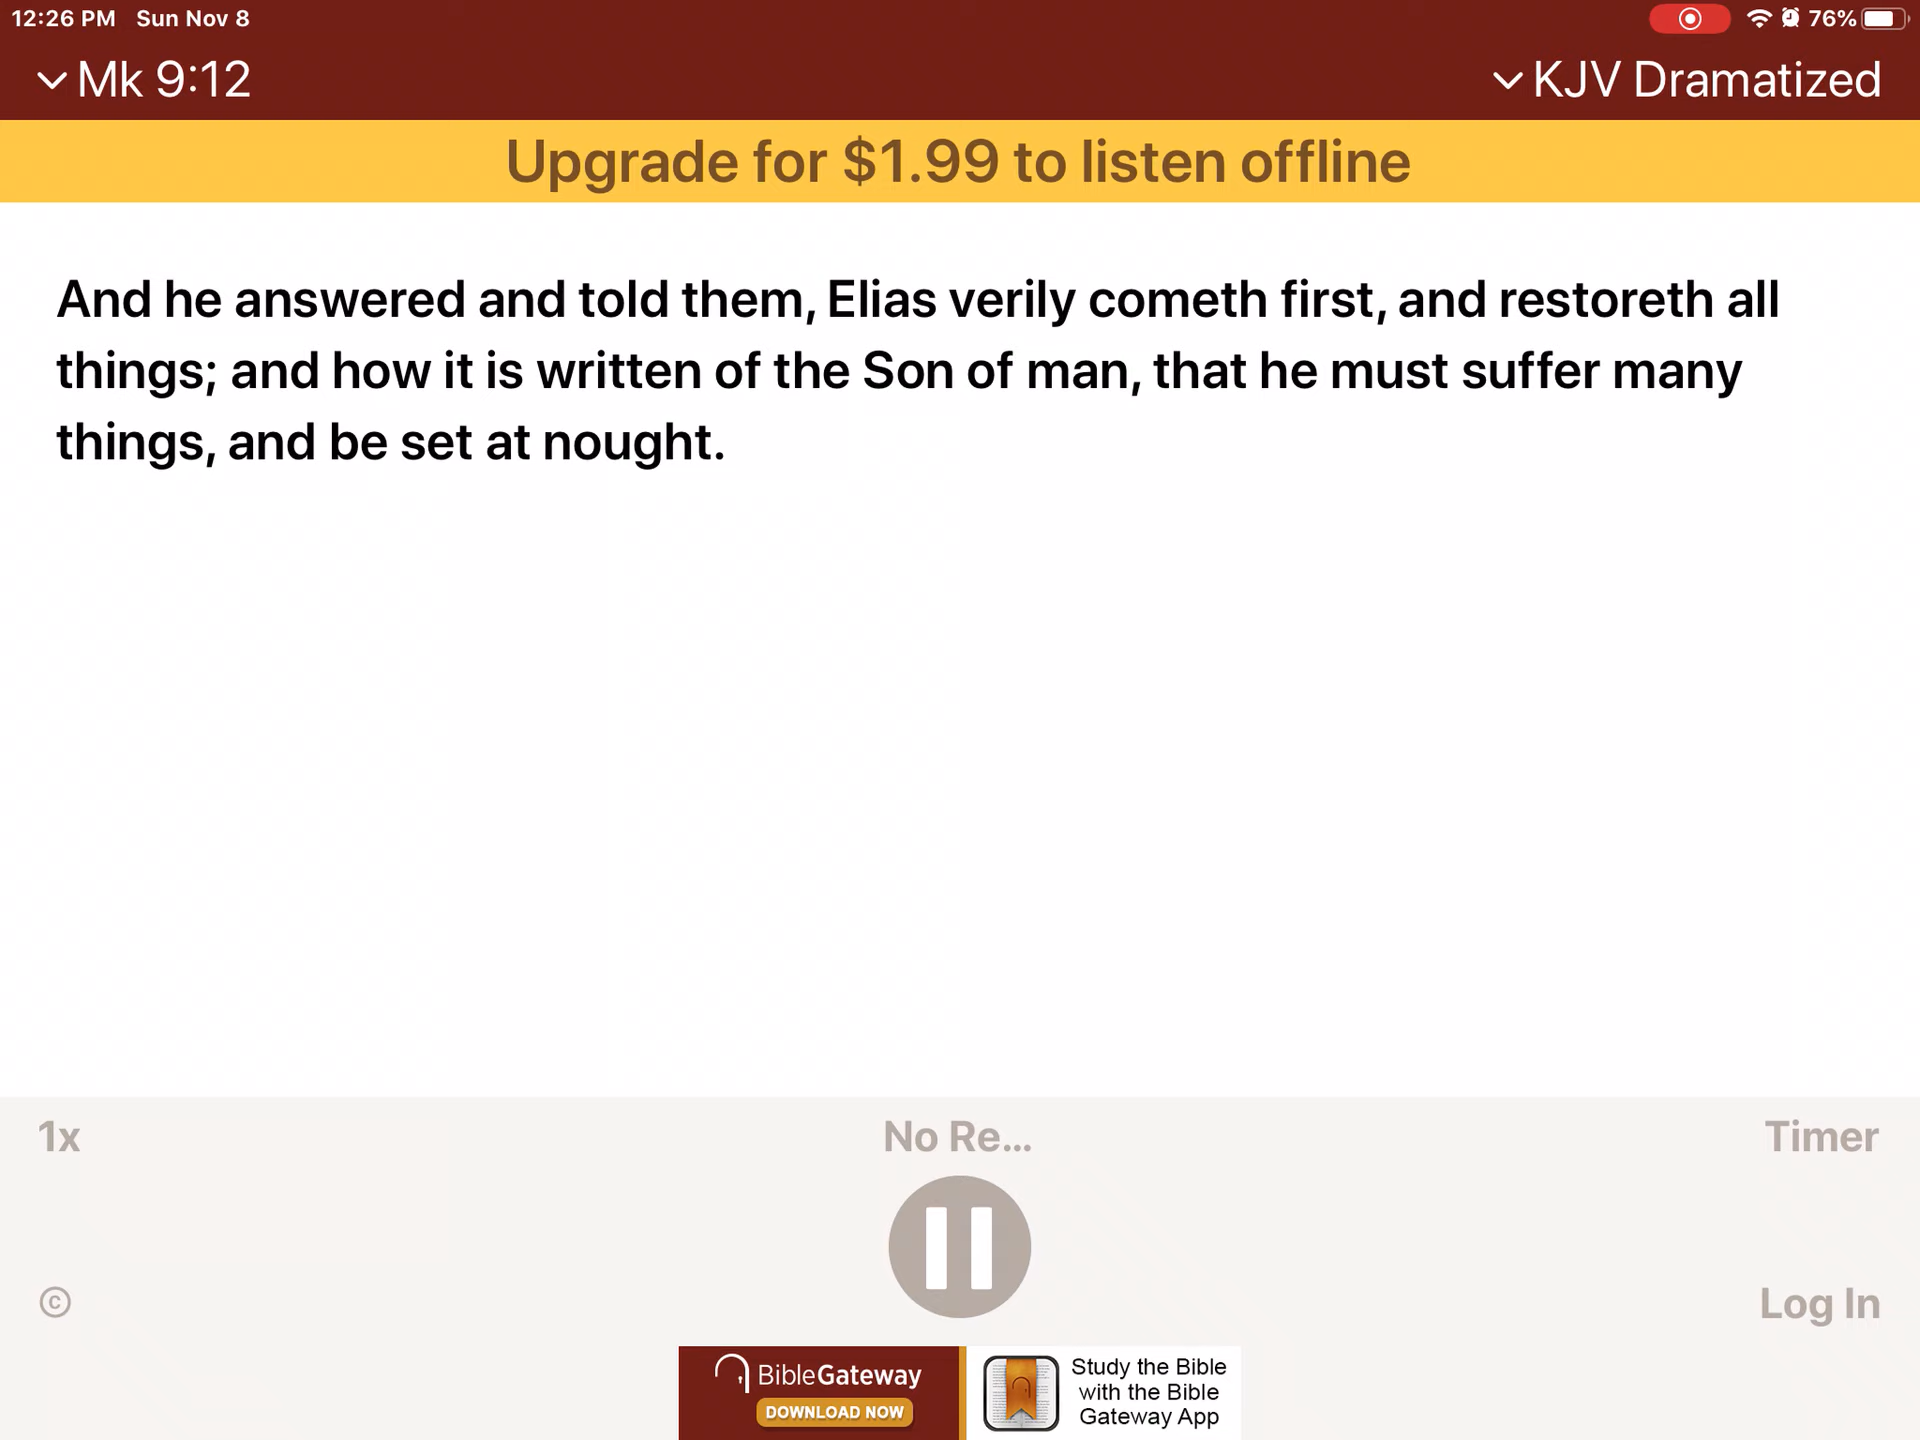 12:26 PM Sun Nov 8 76%
Mk 9:12 KJV Dramatized
Upgrade for $1.99 to listen offline
And he answered and told them, Elias verily cometh first, and restoreth all
things; and how it is written of the Son of man, that he must suffer many
things, and be set at nought.
1x No Re... Timer
© Log In
BibleGateway
DOWNLOAD NOW
Study the Bible
with the Bible
Gateway App